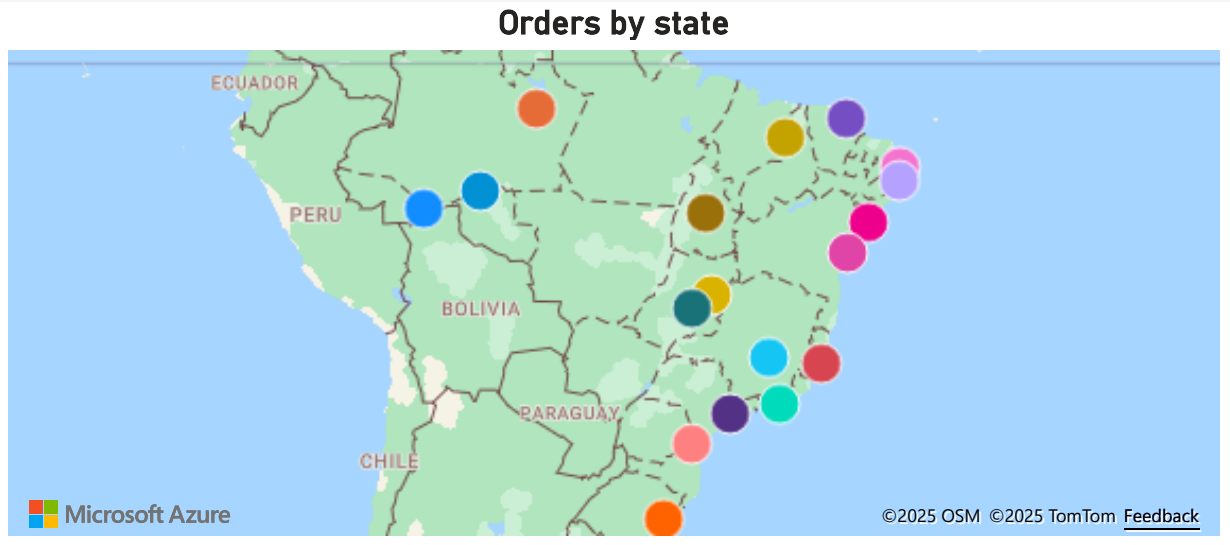 Orders by state
ECUADOR
PERU
BOLIVIA
PARAGUAY
CHILE
Microsoft Azure
©2025 OSM ©2025 TomTom Feedback